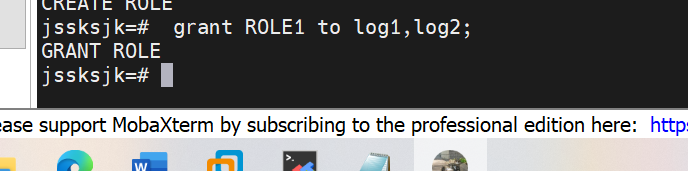 CREATE ROLE
jssksjk=#  grant ROLE1 to log1,log2;
GRANT ROLE
jssksjk=#
ease support MobaXterm by subscribing to the professional edition here:  https
W
>_